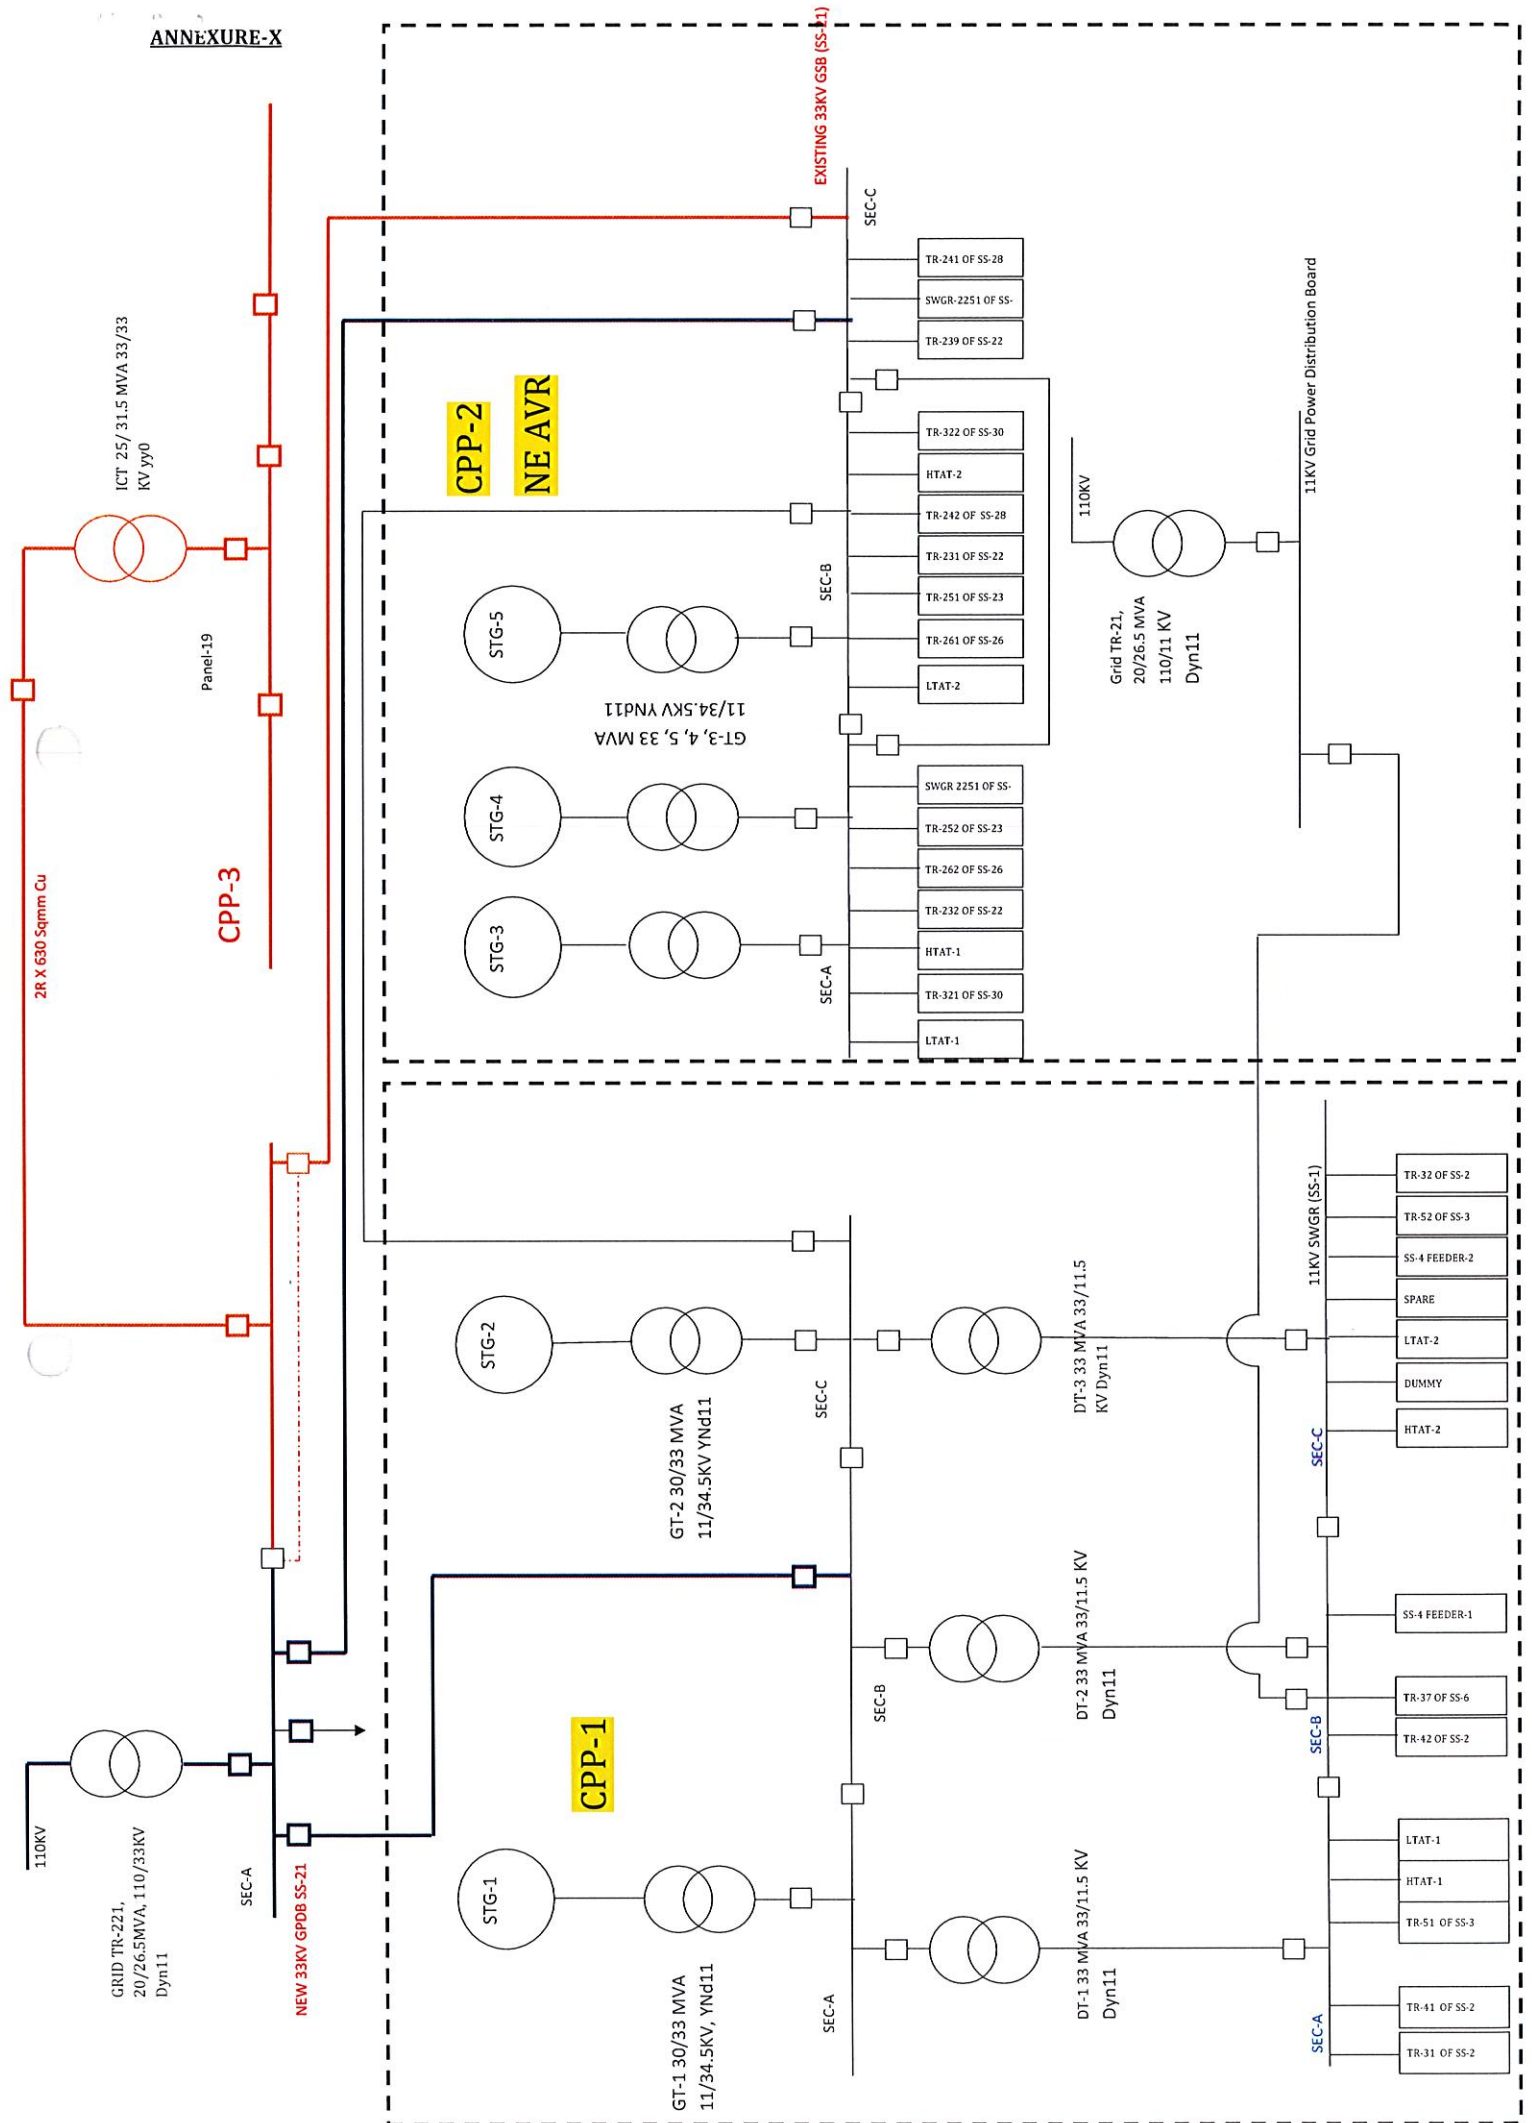 ANNEXURE-X
ICT 25/ 31.5 MVA 33/33
KV yy0
Panel-19
2R X 630 Sqmm Cu
CPP-3
110KV
GRID TR-221,
20/26.5MVA, 110/33KV
Dyn11
SEC-A
NEW 33KV GPDB SS-21
EXISTING 33KV GSB (SS-21)
CPP-2
NE AVR
STG-5
STG-4
STG-3
GT-3, 4, 5, 33 MVA
11/34.5KV YNd11
SEC-C
SEC-B
SEC-A
TR-241 OF SS-28
SWGR-2251 OF SS-
TR-239 OF SS-22
TR-322 OF SS-30
HTAT-2
TR-242 OF SS-28
TR-231 OF SS-22
TR-251 OF SS-23
TR-261 OF SS-26
LTAT-2
SWGR 2251 OF SS-
TR-252 OF SS-23
TR-262 OF SS-26
TR-232 OF SS-22
HTAT-1
TR-321 OF SS-30
LTAT-1
110KV
Grid TR-21,
20/26.5 MVA
110/11 KV
Dyn11
11KV Grid Power Distribution Board
CPP-1
STG-2
GT-2 30/33 MVA
11/34.5KV YNd11
STG-1
GT-1 30/33 MVA
11/34.5KV, YNd11
SEC-C
SEC-B
SEC-A
DT-3 33 MVA 33/11.5
KV Dyn11
DT-2 33 MVA 33/11.5 KV
Dyn11
DT-1 33 MVA 33/11.5 KV
Dyn11
11KV SWGR (SS-1)
SEC-C
SEC-B
SEC-A
TR-32 OF SS-2
TR-52 OF SS-3
SS-4 FEEDER-2
SPARE
LTAT-2
DUMMY
HTAT-2
SS-4 FEEDER-1
TR-37 OF SS-6
TR-42 OF SS-2
LTAT-1
HTAT-1
TR-51 OF SS-3
TR-41 OF SS-2
TR-31 OF SS-2